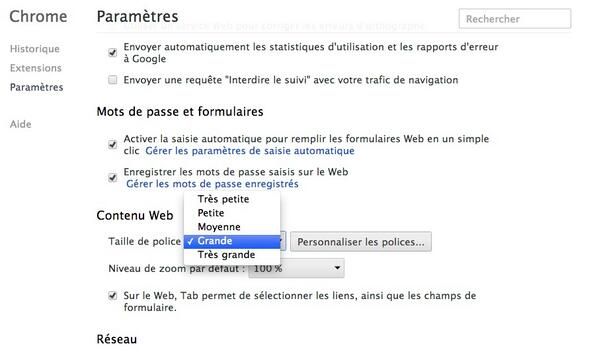 Chrome
Paramètres
Rechercher
Historique
Extensions
Paramètres
Aide
un service Web pour corriger les erreurs d'orthographe
Envoyer automatiquement les statistiques d'utilisation et les rapports d'erreur
à Google
Envoyer une requête "Interdire le suivi" avec votre trafic de navigation
Mots de passe et formulaires
Activer la saisie automatique pour remplir les formulaires Web en un simple
clic Gérer les paramètres de saisie automatique
Enregistrer les mots de passe saisis sur le Web
Gérer les mots de passe enregistrés
Contenu Web
Très petite
Petite
Moyenne
Taille de police
✓ Grande
Très grande
Personnaliser les polices...
Niveau de zoom par défaut : 100 %
Sur le Web, Tab permet de sélectionner les liens, ainsi que les champs de
formulaire.
Réseau